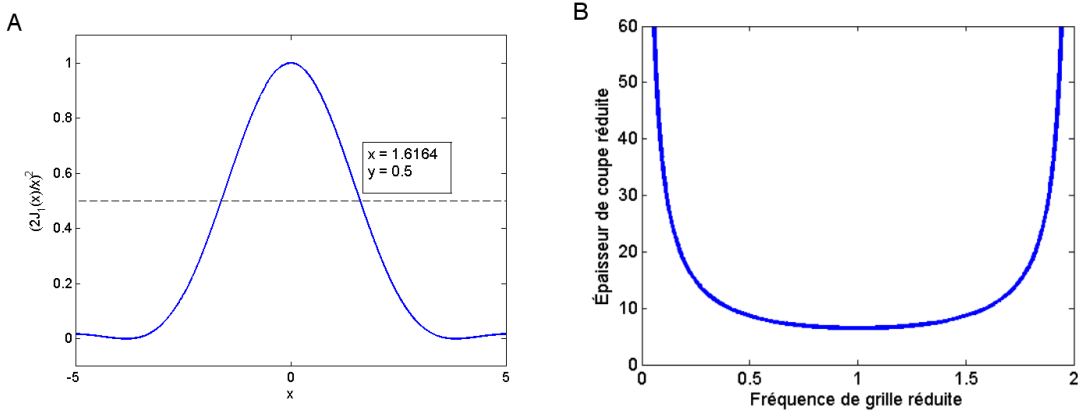 A
(2J1(x)/x)2
1
0.8
0.6
0.4
0.2
0
-5
0
5
x
x = 1.6164
y = 0.5
B
Épaisseur de coupe réduite
60
50
40
30
20
10
0
0
0.5
1
1.5
2
Fréquence de grille réduite